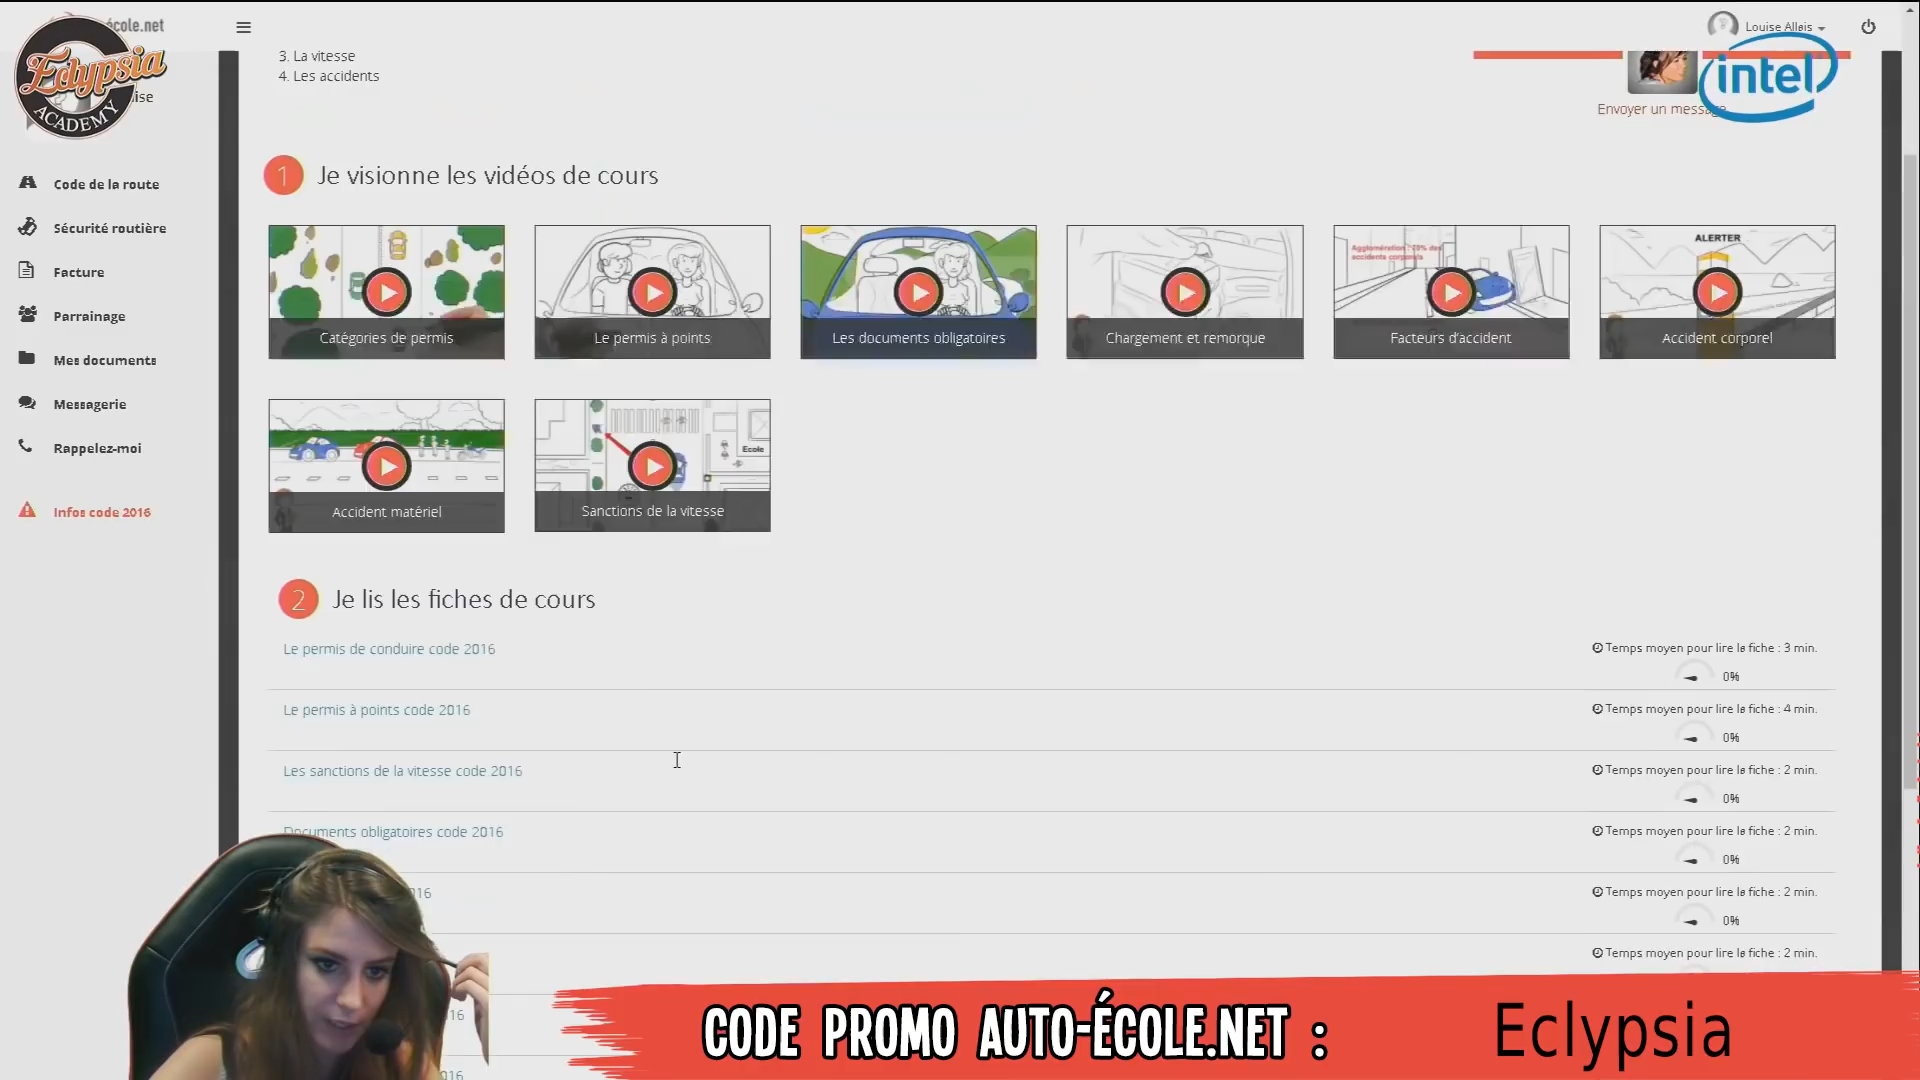 école.net
Eclypsia
ACADEMY
Louise Allais
intel
3. La vitesse
4. Les accidents
Envoyer un message
Code de la route
Sécurité routière
Facture
Parrainage
Mes documents
Messagerie
Rappelez-moi
Infos code 2016
1 Je visionne les vidéos de cours
Catégories de permis
Le permis à points
Les documents obligatoires
Chargement et remorque
Agglomération : 70% des
accidents corporels
Facteurs d'accident
ALERTER
Accident corporel
Accident matériel
Ecole
Sanctions de la vitesse
2 Je lis les fiches de cours
Le permis de conduire code 2016
Temps moyen pour lire la fiche : 3 min.
0%
Le permis à points code 2016
Temps moyen pour lire la fiche : 4 min.
0%
Les sanctions de la vitesse code 2016
Temps moyen pour lire la fiche : 2 min.
0%
Documents obligatoires code 2016
Temps moyen pour lire la fiche : 2 min.
0%
Temps moyen pour lire la fiche : 2 min.
0%
Temps moyen pour lire la fiche : 2 min.
CODE PROMO AUTO-ÉCOLE.NET :
Eclypsia